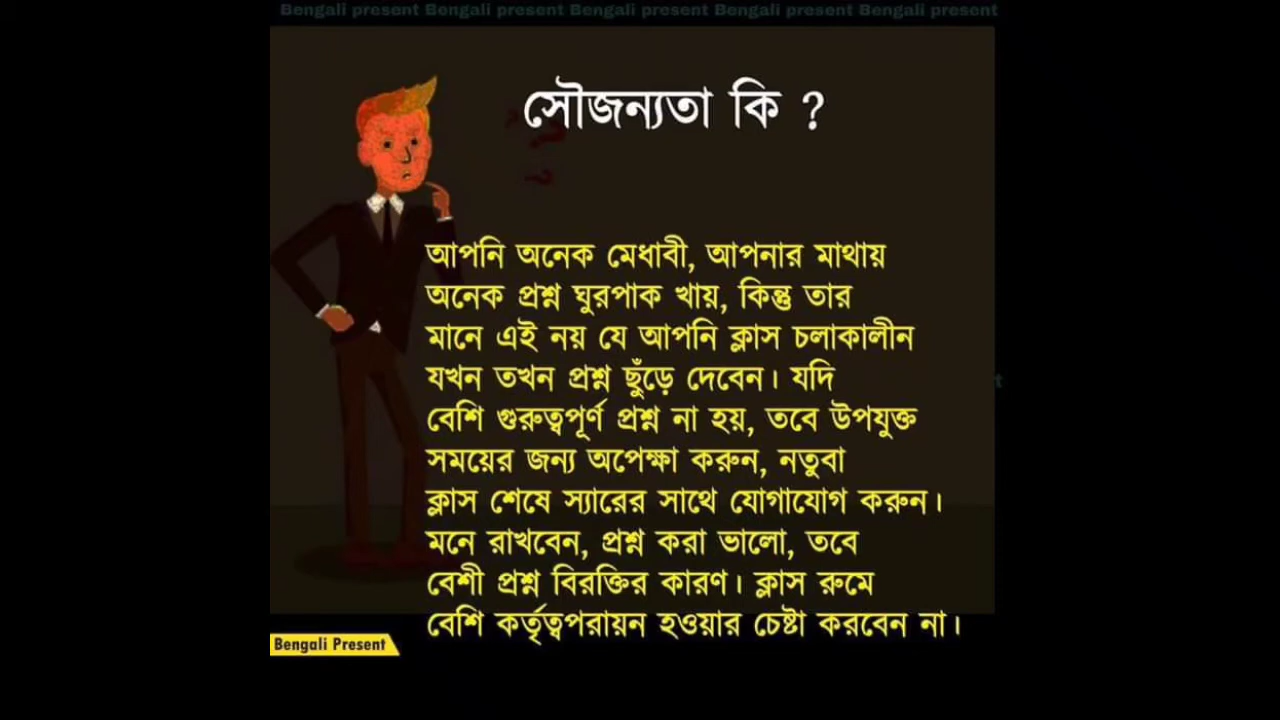 Bengali present Bengali present Bengali present Bengali present Bengali present
সৌজন্যতা কি ?
আপনি অনেক মেধাবী, আপনার মাথায়
অনেক প্রশ্ন ঘুরপাক খায়, কিন্তু তার
মানে এই নয় যে আপনি ক্লাস চলাকালীন
যখন তখন প্রশ্ন ছুঁড়ে দেবেন। যদি
বেশি গুরুত্বপূর্ণ প্রশ্ন না হয়, তবে উপযুক্ত
সময়ের জন্য অপেক্ষা করুন, নতুবা
ক্লাস শেষে স্যারের সাথে যোগাযোগ করুন।
মনে রাখবেন, প্রশ্ন করা ভালো, তবে
বেশী প্রশ্ন বিরক্তির কারণ। ক্লাস রুমে
বেশি কর্তৃত্বপরায়ন হওয়ার চেষ্টা করবেন না।
Bengali Present